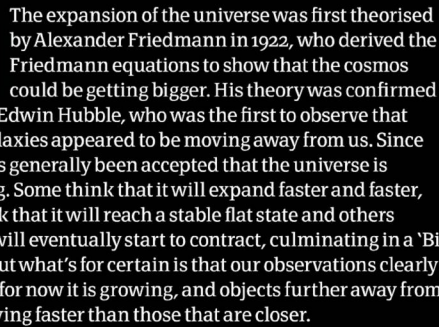 The expansion of the universe was first theorised
by Alexander Friedmann in 1922, who derived the
Friedmann equations to show that the cosmos
could be getting bigger. His theory was confirmed
Edwin Hubble, who was the first to observe that
laxies appeared to be moving away from us. Since
s generally been accepted that the universe is
g. Some think that it will expand faster and faster,
k that it will reach a stable flat state and others
will eventually start to contract, culminating in a ‘Bi
ut what’s for certain is that our observations clearly
for now it is growing, and objects further away from
ving faster than those that are closer.